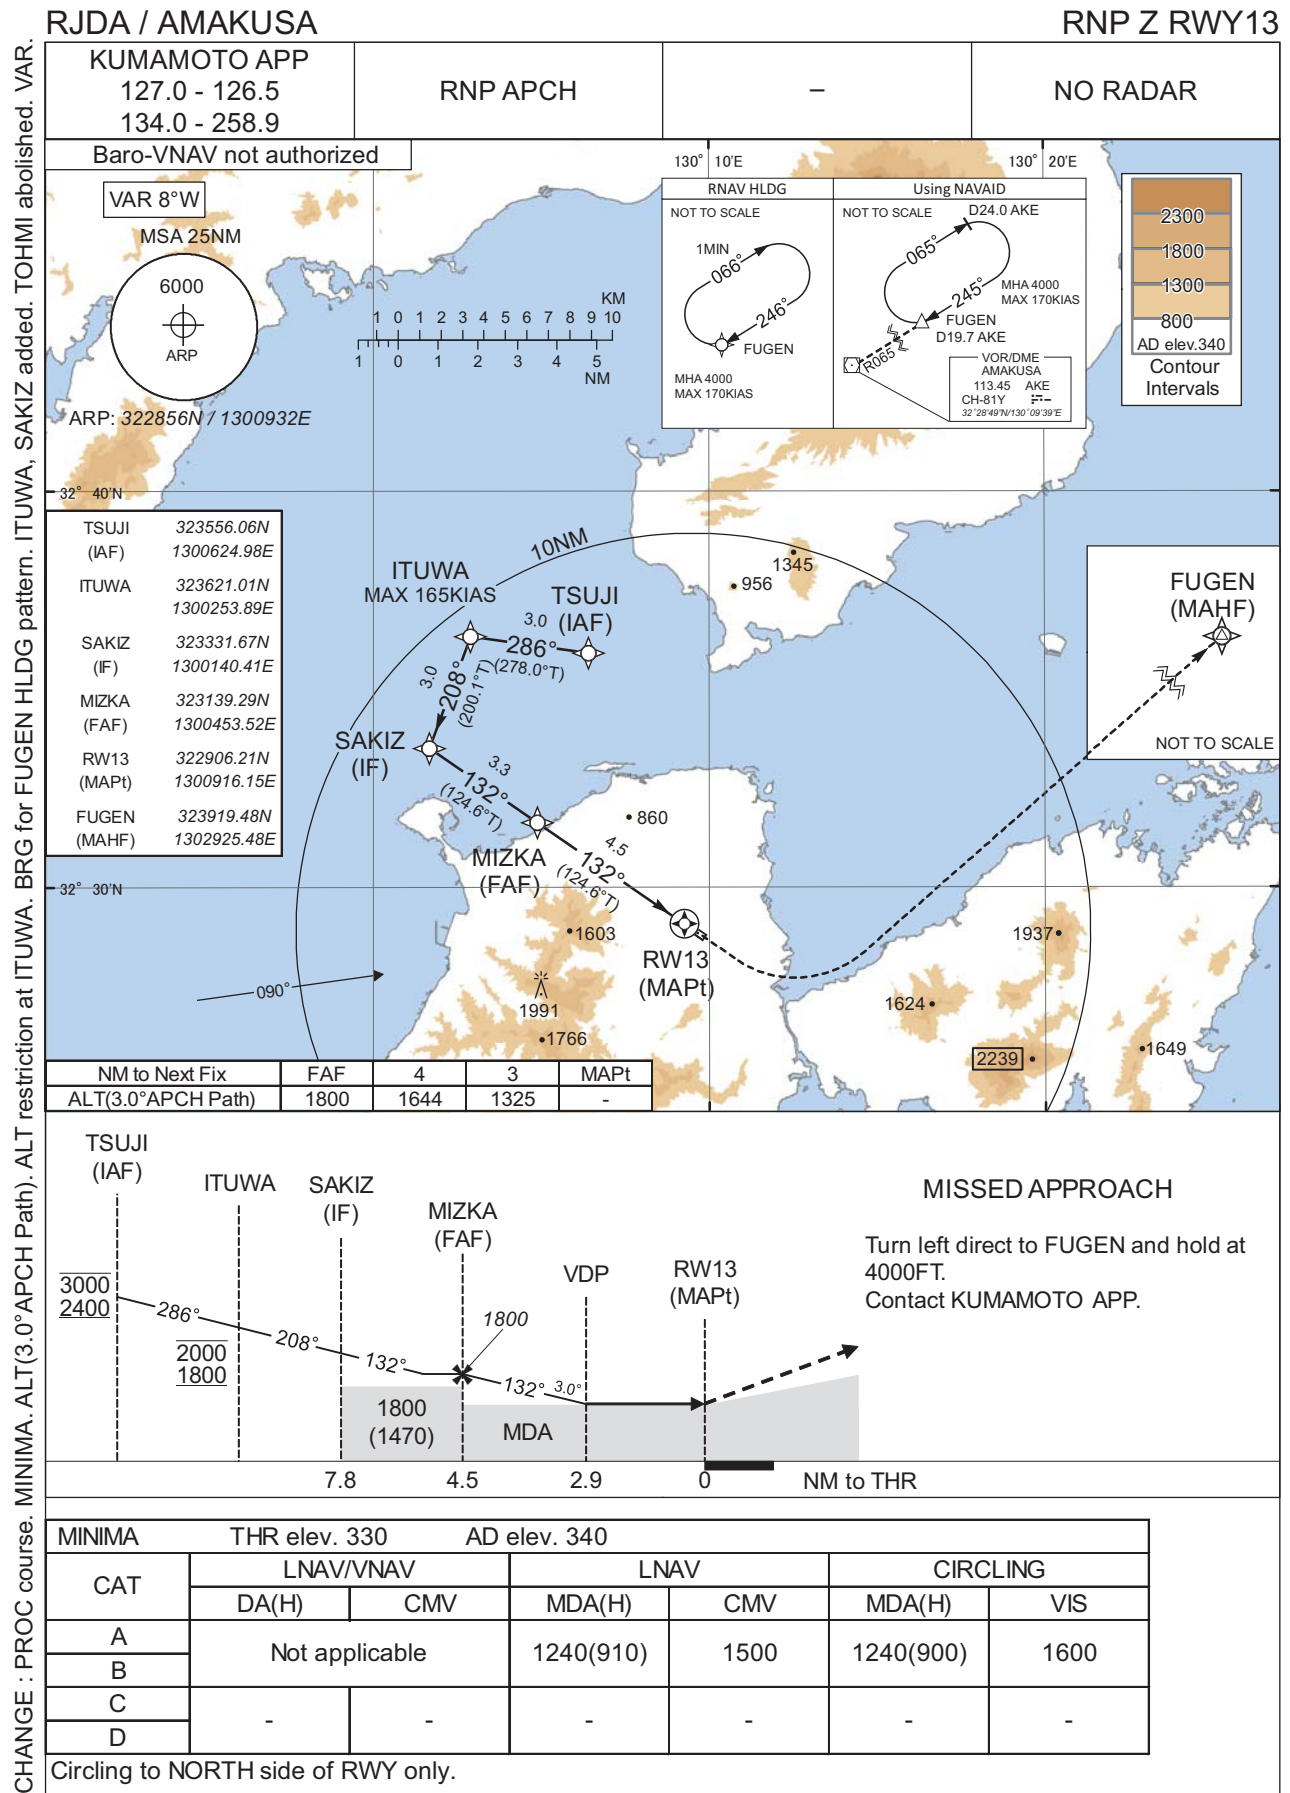 RJDA / AMAKUSA
RNP Z RWY13
KUMAMOTO APP
127.0 - 126.5
134.0 - 258.9
RNP APCH
–
NO RADAR
Baro-VNAV not authorized
VAR 8°W
MSA 25NM
6000
ARP
ARP: 322856N / 1300932E
KM
1 0 1 2 3 4 5 6 7 8 9 10
1 0 1 2 3 4 5
NM
130° 10'E
130° 20'E
RNAV HLDG
NOT TO SCALE
1MIN
066°
246°
FUGEN
MHA 4000
MAX 170KIAS
Using NAVAID
NOT TO SCALE
D24.0 AKE
065°
245°
MHA 4000
MAX 170KIAS
FUGEN
D19.7 AKE
R065
VOR/DME
AMAKUSA
113.45 AKE
CH-81Y
32°28'49"N/130°09'39"E
2300
1800
1300
800
AD elev.340
Contour
Intervals
32° 40'N
TSUJI 323556.06N
(IAF) 1300624.98E
ITUWA 323621.01N
1300253.89E
SAKIZ 323331.67N
(IF) 1300140.41E
MIZKA 323139.29N
(FAF) 1300453.52E
RW13 322906.21N
(MAPt) 1300916.15E
FUGEN 323919.48N
(MAHF) 1302925.48E
10NM
ITUWA
MAX 165KIAS
TSUJI
(IAF)
3.0
286°
(278.0°T)
3.0
208°
(200.1°T)
SAKIZ
(IF)
3.3
132°
(124.6°T)
MIZKA
(FAF)
4.5
132°
(124.6°T)
RW13
(MAPt)
1345
956
860
FUGEN
(MAHF)
NOT TO SCALE
32° 30'N
1603
1991
1766
090°
1937
1624
2239
1649
NM to Next Fix FAF 4 3 MAPt
ALT(3.0°APCH Path) 1800 1644 1325 -
TSUJI
(IAF)
ITUWA
SAKIZ
(IF)
MIZKA
(FAF)
VDP
RW13
(MAPt)
3000
2400
286°
2000
1800
208°
132°
1800
132° 3.0°
1800
(1470)
MDA
7.8 4.5 2.9 0 NM to THR
MISSED APPROACH
Turn left direct to FUGEN and hold at
4000FT.
Contact KUMAMOTO APP.
MINIMA THR elev. 330 AD elev. 340
CAT LNAV/VNAV LNAV CIRCLING
DA(H) CMV MDA(H) CMV MDA(H) VIS
A
B
Not applicable 1240(910) 1500 1240(900) 1600
C
D
- - - - - -
Circling to NORTH side of RWY only.
CHANGE : PROC course. MINIMA. ALT(3.0°APCH Path). ALT restriction at ITUWA. BRG for FUGEN HLDG pattern. ITUWA, SAKIZ added. TOHMI abolished. VAR.